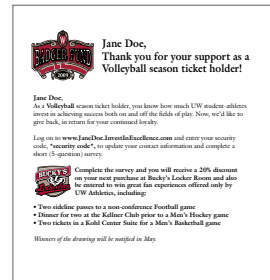 BADGER FUND
2009
Jane Doe,
Thank you for your support as a
Volleyball season ticket holder!
Jane Doe,
As a Volleyball season ticket holder, you know how much UW student-athletes
invest in achieving success both on and off the fields of play. Now, we'd like to
give back, in return for your continued loyalty.
Log on to www.JaneDoe.InvestInExcellence.com and enter your security
code, *security code*, to update your contact information and complete a
short (5-question) survey.
BUCKY'S
Complete the survey and you will receive a 20% discount
on your next purchase at Bucky's Locker Room and also
be entered to win great fan experiences offered only by
UW Athletics, including:
• Two sideline passes to a non-conference Football game
• Dinner for two at the Kellner Club prior to a Men's Hockey game
• Two tickets in a Kohl Center Suite for a Men's Basketball game
Winners of the drawing will be notified in May.